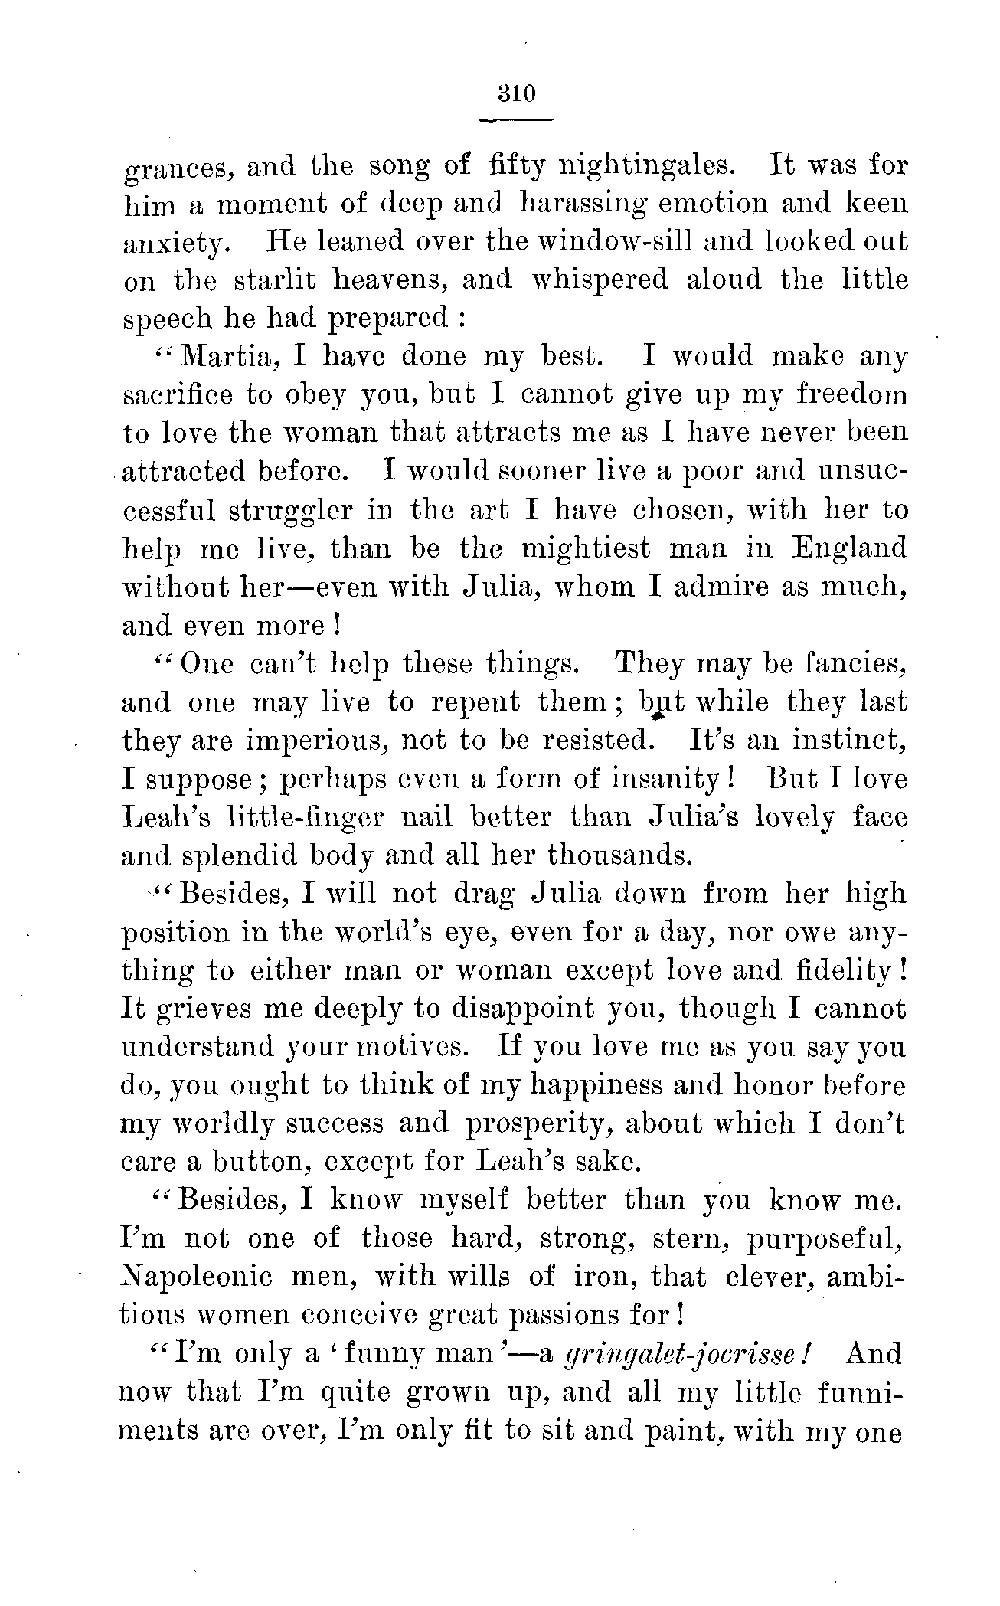 310
grances, and the song of fifty nightingales. It was for
him a moment of deep and harassing emotion and keen
anxiety. He leaned over the window-sill and looked out
on the starlit heavens, and whispered aloud the little
speech he had prepared :
“Martia, I have done my best. I would make any
sacrifice to obey you, but I cannot give up my freedom
to love the woman that attracts me as I have never been
attracted before. I would sooner live a poor and unsuc-
cessful struggler in the art I have chosen, with her to
help me live, than be the mightiest man in England
without her—even with Julia, whom I admire as much,
and even more !
“One can’t help these things. They may be fancies,
and one may live to repent them ; but while they last
they are imperious, not to be resisted. It’s an instinct,
I suppose ; perhaps even a form of insanity ! But I love
Leah’s little-finger nail better than Julia’s lovely face
and splendid body and all her thousands.
“Besides, I will not drag Julia down from her high
position in the world’s eye, even for a day, nor owe any-
thing to either man or woman except love and fidelity !
It grieves me deeply to disappoint you, though I cannot
understand your motives. If you love me as you say you
do, you ought to think of my happiness and honor before
my worldly success and prosperity, about which I don’t
care a button, except for Leah’s sake.
“Besides, I know myself better than you know me.
I’m not one of those hard, strong, stern, purposeful,
Napoleonic men, with wills of iron, that clever, ambi-
tious women conceive great passions for !
“I’m only a ‘funny man’—a gringalet-jocrisse ! And
now that I’m quite grown up, and all my little funni-
ments are over, I’m only fit to sit and paint, with my one